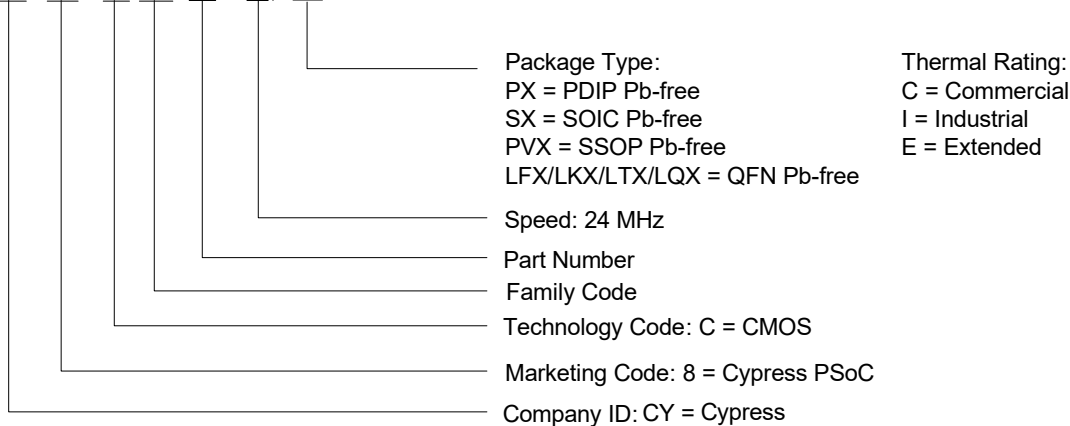 Package Type:
PX = PDIP Pb-free
SX = SOIC Pb-free
PVX = SSOP Pb-free
LFX/LKX/LTX/LQX = QFN Pb-free
Thermal Rating:
C = Commercial
I = Industrial
E = Extended
Speed: 24 MHz
Part Number
Family Code
Technology Code: C = CMOS
Marketing Code: 8 = Cypress PSoC
Company ID: CY = Cypress